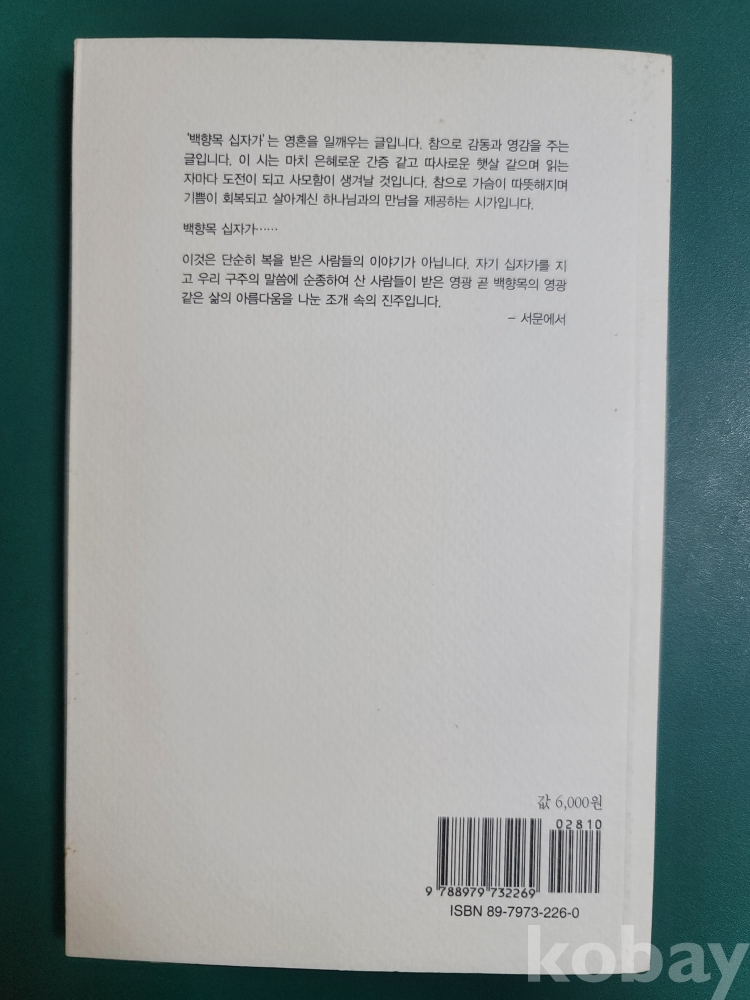 '백향목 십자가'는 영혼을 일깨우는 글입니다. 참으로 감동과 영감을 주는
글입니다. 이 시는 마치 은혜로운 간증 같고 따사로운 햇살 같으며 읽는
자마다 도전이 되고 사모함이 생겨날 것입니다. 참으로 가슴이 따뜻해지며
기쁨이 회복되고 살아계신 하나님과의 만남을 제공하는 시가입니다.
백향목 십자가……
이것은 단순히 복을 받은 사람들의 이야기가 아닙니다. 자기 십자가를 지
고 우리 구주의 말씀에 순종하여 산 사람들이 받은 영광 곧 백향목의 영광
같은 삶의 아름다움을 나눈 조개 속의 진주입니다.
– 서문에서
값 6,000원
02810
9 788979 732269
ISBN 89-7973-226-0
kobay